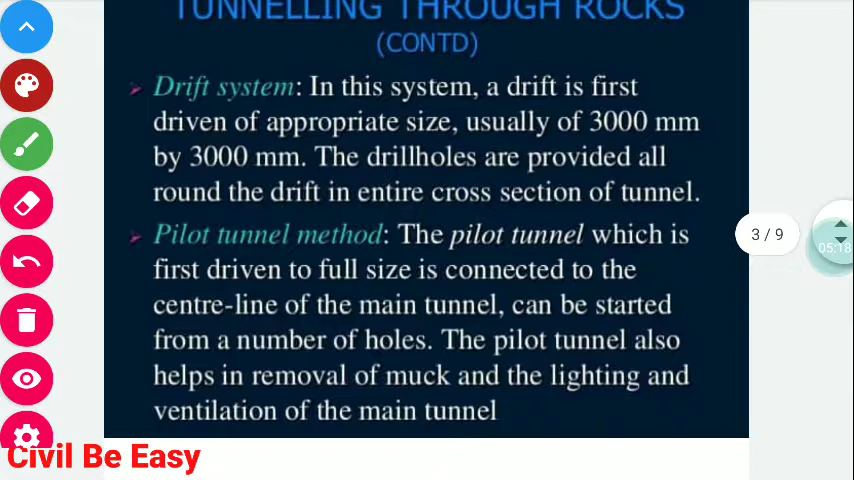 TUNNELLING THROUGH ROCKS
(CONTD)
Drift system: In this system, a drift is first
driven of appropriate size, usually of 3000 mm
by 3000 mm. The drillholes are provided all
round the drift in entire cross section of tunnel.
Pilot tunnel method: The pilot tunnel which is
first driven to full size is connected to the
centre-line of the main tunnel, can be started
from a number of holes. The pilot tunnel also
helps in removal of muck and the lighting and
ventilation of the main tunnel
3 / 9
05:18
Civil Be Easy